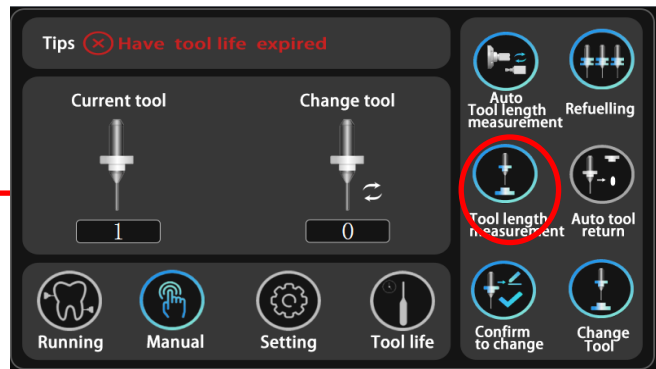 Tips Have tool life expired
Current tool
Change tool
1
0
Running
Manual
Setting
Tool life
Auto
Tool length
measurement
Refuelling
Tool length
measurement
Auto tool
return
Confirm
to change
Change
Tool